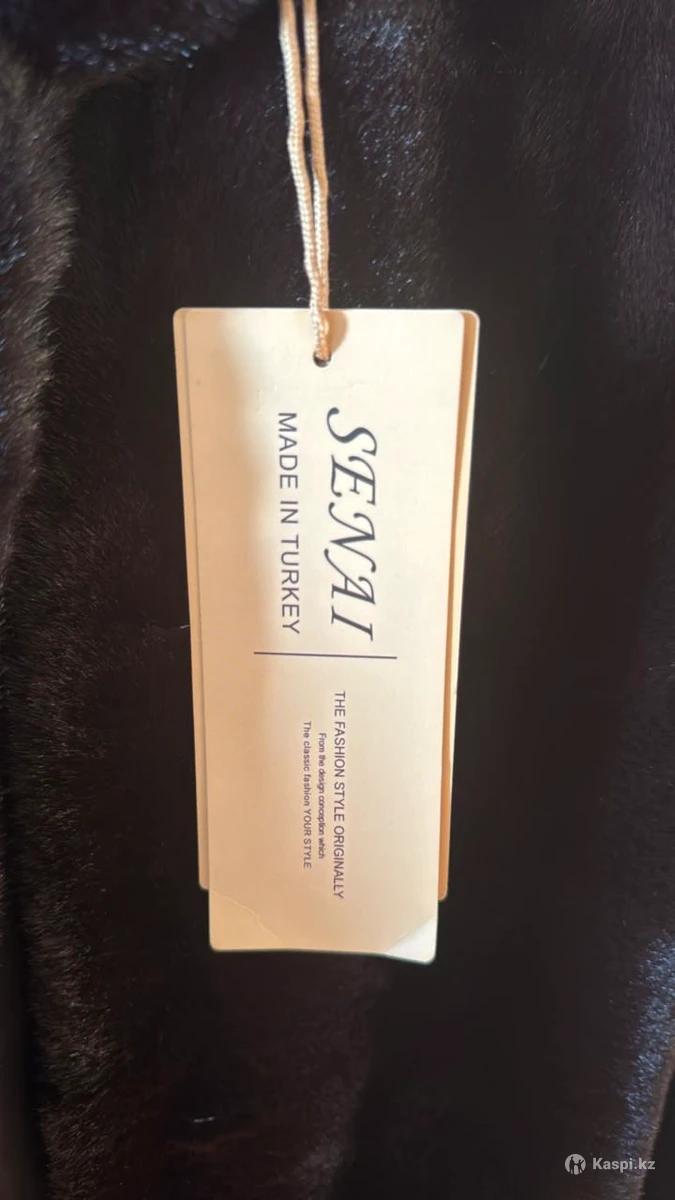 SENAI
MADE IN TURKEY
THE FASHION STYLE ORIGINALLY
From the design conception which
The classic fashion YOUR STYLE
Kaspi.kz